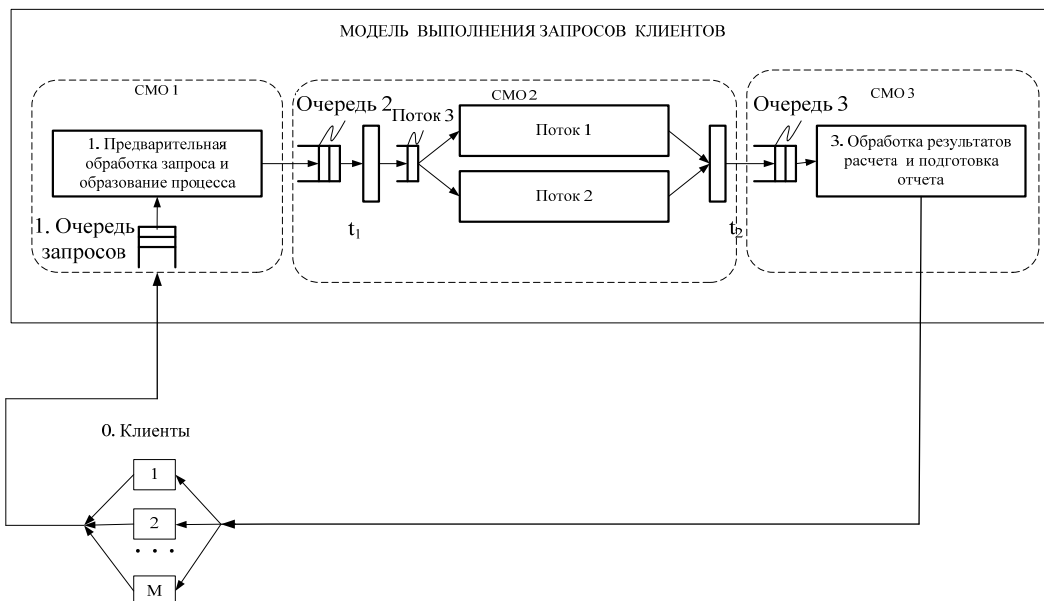 МОДЕЛЬ ВЫПОЛНЕНИЯ ЗАПРОСОВ КЛИЕНТОВ
СМО 1
1. Предварительная
обработка запроса и
образование процесса
1. Очередь
запросов
СМО 2
Очередь 2
Поток 3
Поток 1
Поток 2
t1
t2
СМО 3
Очередь 3
3. Обработка результатов
расчета и подготовка
отчета
0. Клиенты
1
2
. . .
М